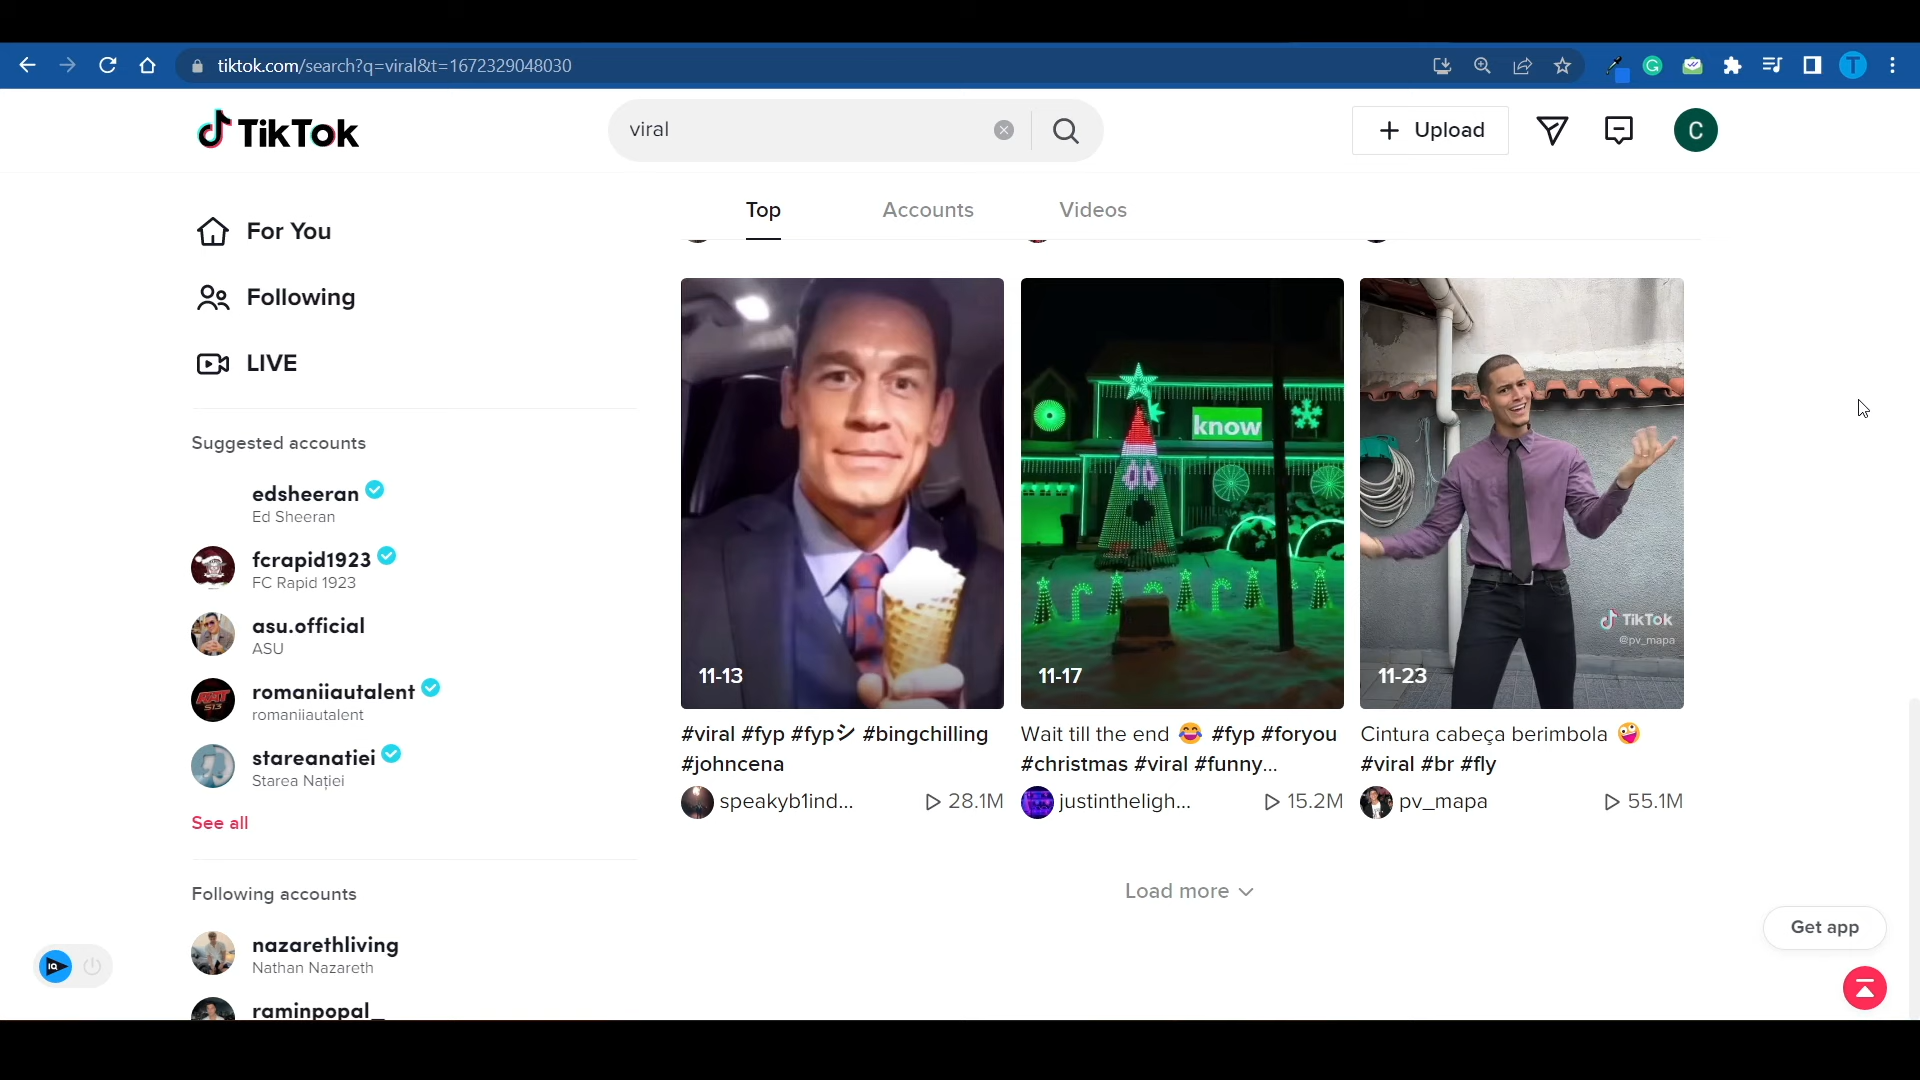 tiktok.com/search?q=viral&t=1672329048030
T
TikTok
viral
Upload
C
For You
Following
LIVE
Top
Accounts
Videos
Suggested accounts
edsheeran
Ed Sheeran
fcrapid1923
FC Rapid 1923
asu.official
ASU
romaniiautalent
romaniiautalent
stareanatiei
Starea Nației
See all
Following accounts
nazarethliving
Nathan Nazareth
raminpopal_
11-13
#viral #fyp #fypシ #bingchilling
#johncena
speakyb1ind...
28.1M
know
11-17
Wait till the end 😂 #fyp #foryou
#christmas #viral #funny...
justintheligh...
15.2M
TikTok
@pv_mapa
11-23
Cintura cabeça berimbola 🤪
#viral #br #fly
pv_mapa
55.1M
Load more
Get app
IQ